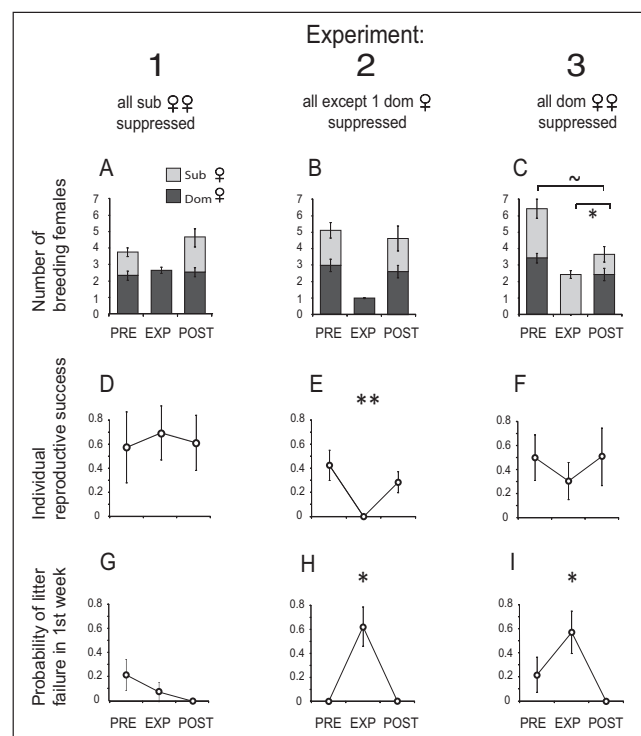 Experiment:
1 2 3
all sub ♀♀ suppressed
all except 1 dom ♀ suppressed
all dom ♀♀ suppressed
A B C
Sub ♀
Dom ♀
~
*
Number of breeding females
7 7 7
6 6 6
5 5 5
4 4 4
3 3 3
2 2 2
1 1 1
0 0 0
PRE EXP POST PRE EXP POST PRE EXP POST
D E F
**
Individual reproductive success
0.8 0.8 0.8
0.6 0.6 0.6
0.4 0.4 0.4
0.2 0.2 0.2
0 0 0
G H I
* *
Probability of litter failure in 1st week
0.8 0.8 0.8
0.6 0.6 0.6
0.4 0.4 0.4
0.2 0.2 0.2
0 0 0
PRE EXP POST PRE EXP POST PRE EXP POST